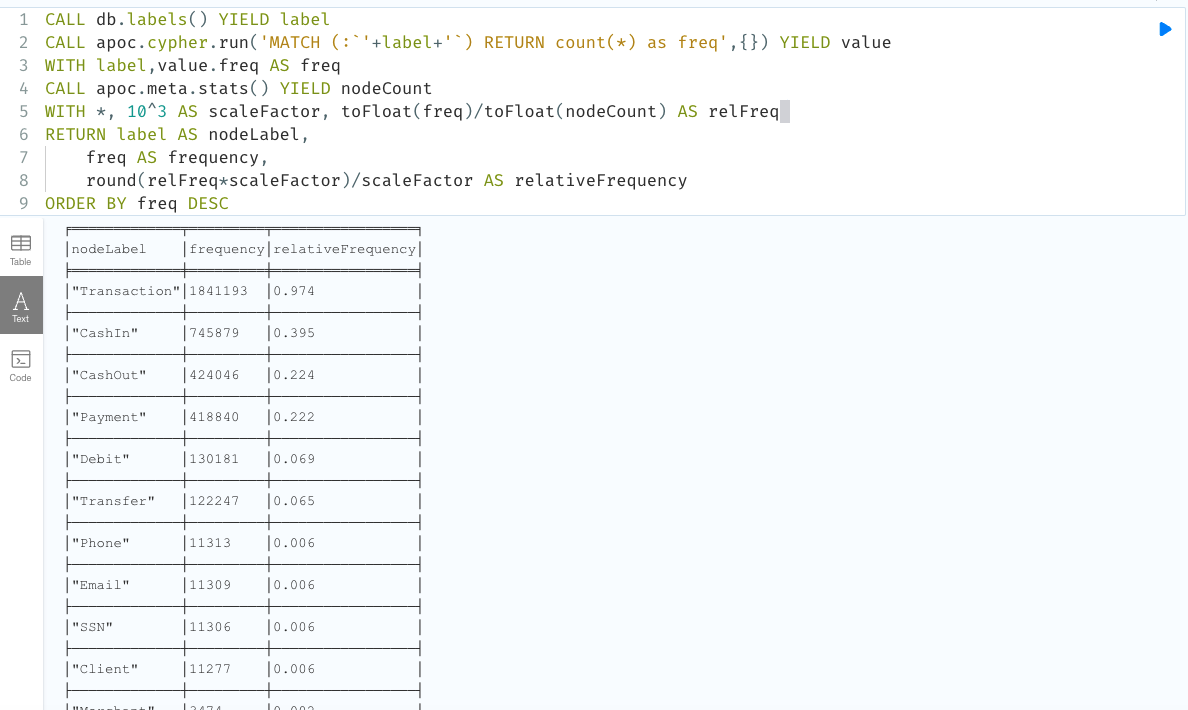 1 CALL db.labels() YIELD label
2 CALL apoc.cypher.run('MATCH (:`'+label+'`) RETURN count(*) as freq',{}) YIELD value
3 WITH label,value.freq AS freq
4 CALL apoc.meta.stats() YIELD nodeCount
5 WITH *, 10^3 AS scaleFactor, toFloat(freq)/toFloat(nodeCount) AS relFreq
6 RETURN label AS nodeLabel,
7 freq AS frequency,
8 round(relFreq*scaleFactor)/scaleFactor AS relativeFrequency
9 ORDER BY freq DESC
Table
Text
Code
nodeLabel frequency relativeFrequency
"Transaction" 1841193 0.974
"CashIn" 745879 0.395
"CashOut" 424046 0.224
"Payment" 418840 0.222
"Debit" 130181 0.069
"Transfer" 122247 0.065
"Phone" 11313 0.006
"Email" 11309 0.006
"SSN" 11306 0.006
"Client" 11277 0.006